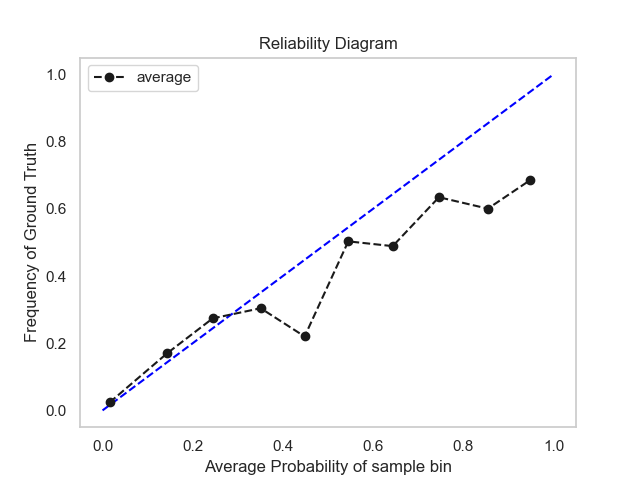 Reliability Diagram
average
Frequency of Ground Truth
1.0
0.8
0.6
0.4
0.2
0.0
0.0 0.2 0.4 0.6 0.8 1.0
Average Probability of sample bin